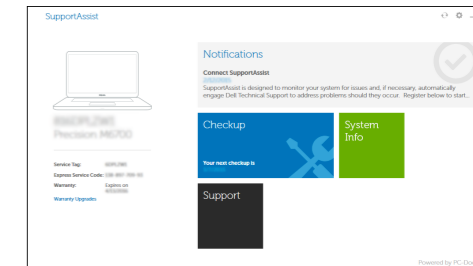 SupportAssist
Notifications
Connect SupportAssist
SupportAssist is designed to monitor your system for issues and, if necessary, automatically
engage Dell Technical Support to address problems should they occur. Register below to start...
Precision M6700
Checkup
System
Info
Service Tag:
Express Service Code:
Warranty: Expires on
Warranty Upgrades
Your next checkup is
Support
Powered by PC-Doc